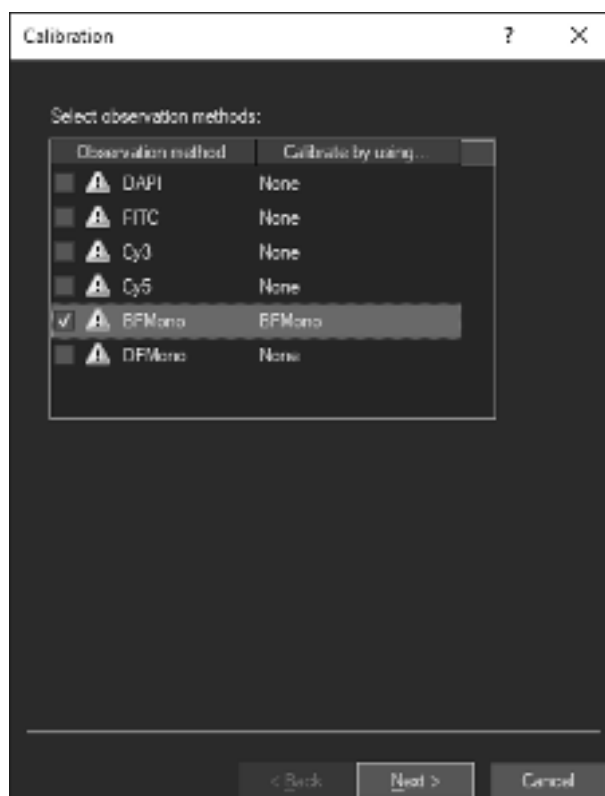 Calibration ? ✕
Select observation methods:
Observation method Calibrate by using...
DAPI None
FITC None
Cy3 None
Cy5 None
BFMono BFMono
DFMono None
< Back Next > Cancel